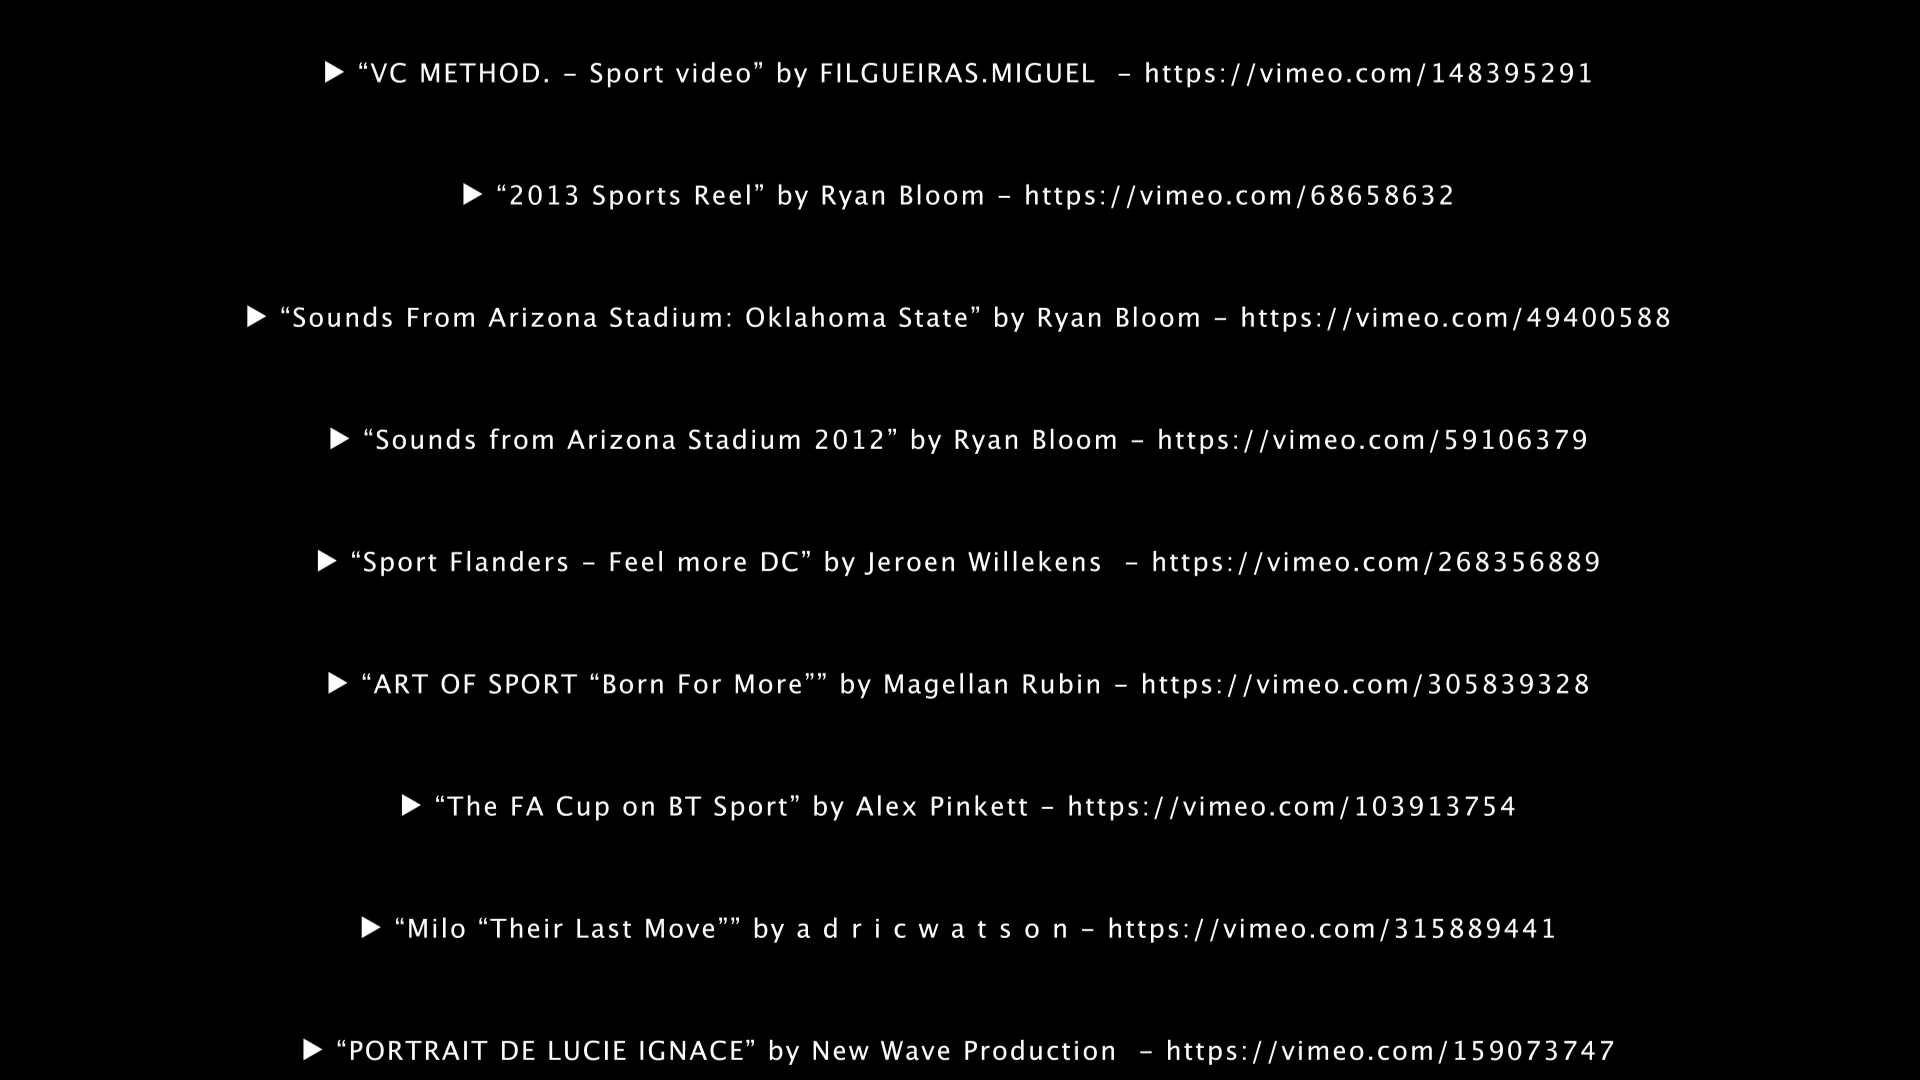 ▶ “VC METHOD. – Sport video” by FILGUEIRAS.MIGUEL – https://vimeo.com/148395291
▶ “2013 Sports Reel” by Ryan Bloom – https://vimeo.com/68658632
▶ “Sounds From Arizona Stadium: Oklahoma State” by Ryan Bloom – https://vimeo.com/49400588
▶ “Sounds from Arizona Stadium 2012” by Ryan Bloom – https://vimeo.com/59106379
▶ “Sport Flanders – Feel more DC” by Jeroen Willekens – https://vimeo.com/268356889
▶ “ART OF SPORT “Born For More”” by Magellan Rubin – https://vimeo.com/305839328
▶ “The FA Cup on BT Sport” by Alex Pinkett – https://vimeo.com/103913754
▶ “Milo “Their Last Move”” by a d r i c w a t s o n – https://vimeo.com/315889441
▶ “PORTRAIT DE LUCIE IGNACE” by New Wave Production – https://vimeo.com/159073747